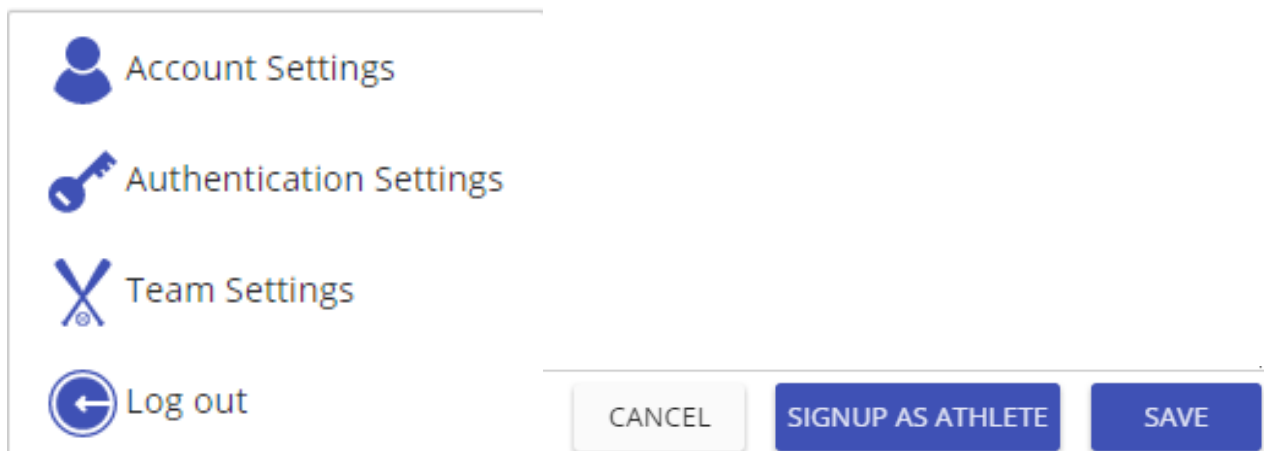 Account Settings
Authentication Settings
Team Settings
Log out
CANCEL SIGNUP AS ATHLETE SAVE